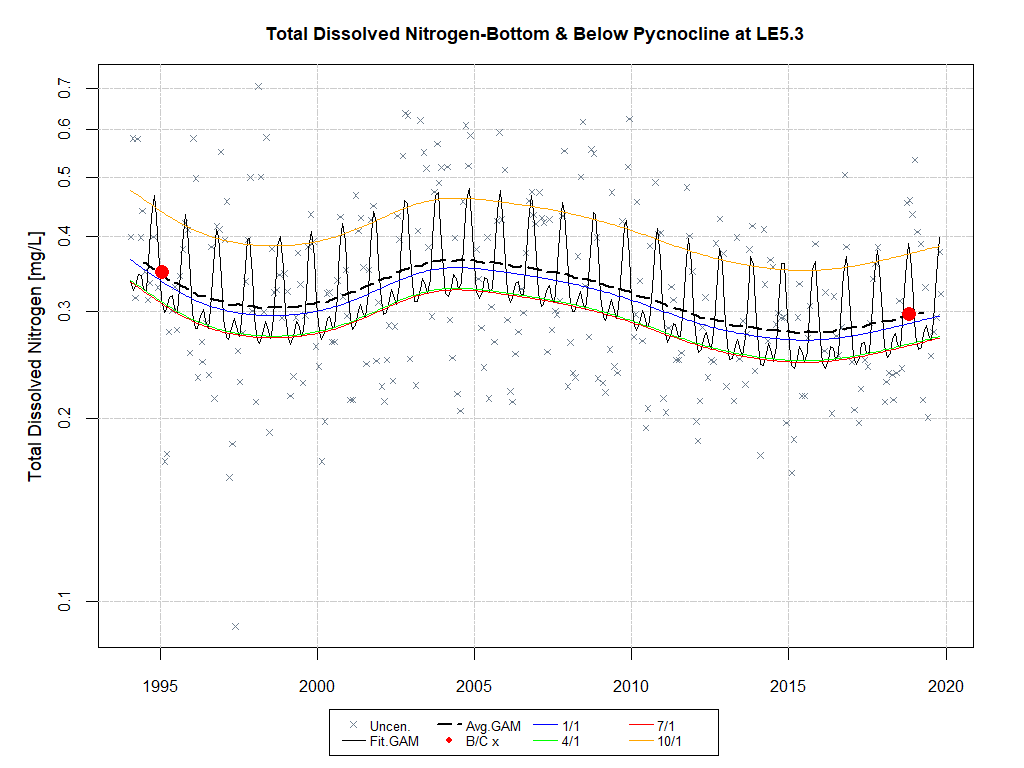 Total Dissolved Nitrogen-Bottom & Below Pycnocline at LE5.3
Total Dissolved Nitrogen [mg/L]
0.7
0.6
0.5
0.4
0.3
0.2
0.1
1995 2000 2005 2010 2015 2020
Uncen. Avg.GAM 1/1 7/1
Fit.GAM B/C x 4/1 10/1